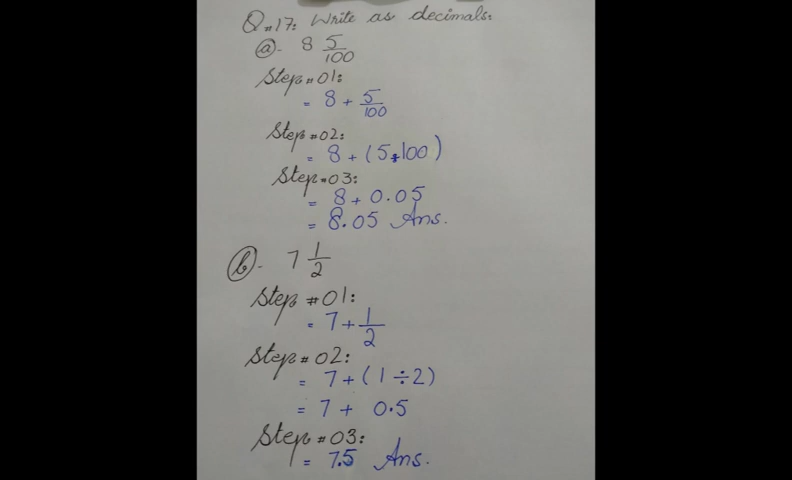 Q#17: Write as decimals:
(a). 8 5/100
Step#01:
= 8 + 5/100
Step#02:
= 8 + (5÷100)
Step#03:
= 8 + 0.05
= 8.05 Ans.
(b). 7 1/2
Step #01:
= 7 + 1/2
Step# 02:
= 7 + (1 ÷ 2)
= 7 + 0.5
Step #03:
= 7.5 Ans.